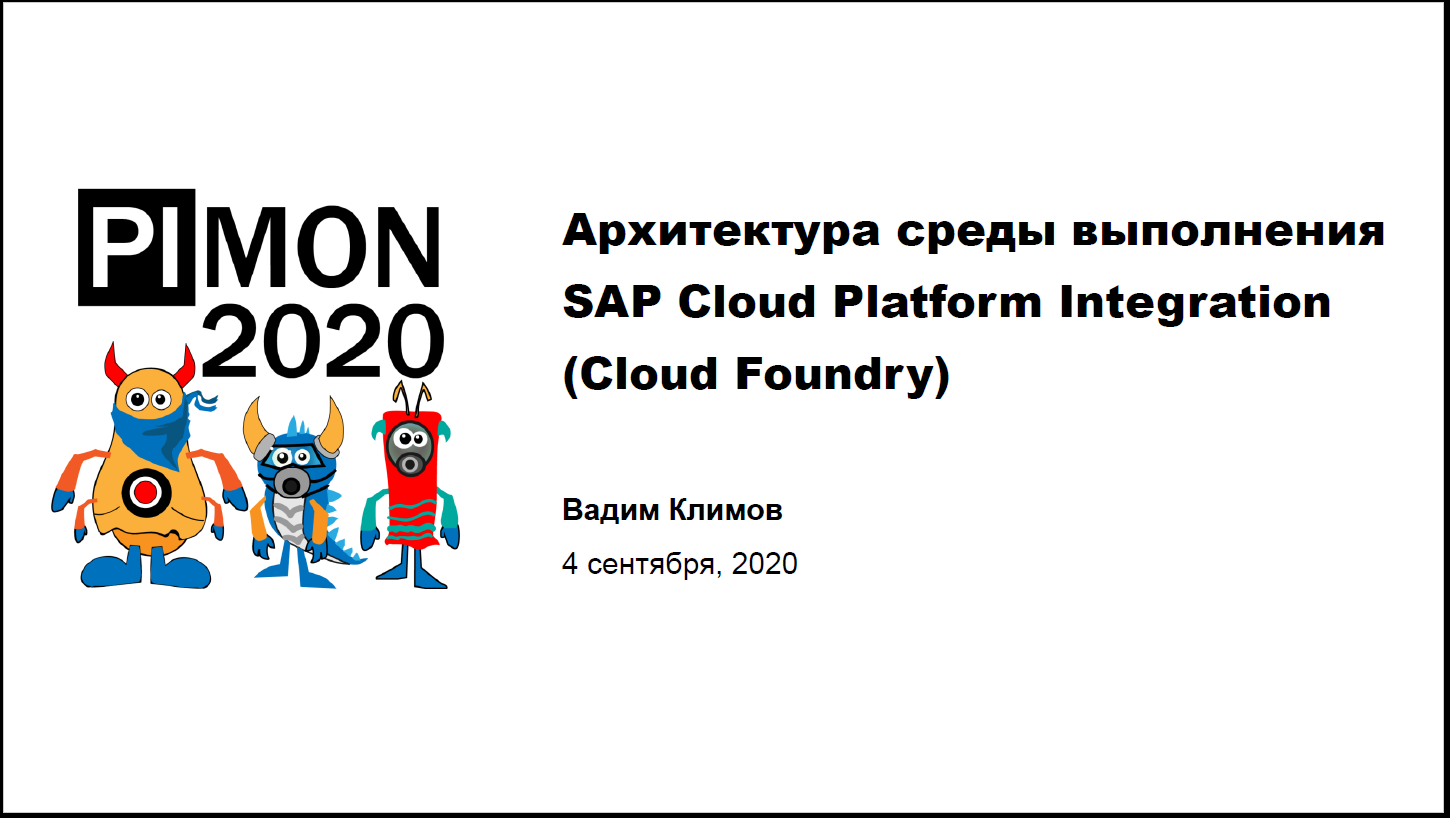 PIMON
2020
Архитектура среды выполнения
SAP Cloud Platform Integration
(Cloud Foundry)
Вадим Климов
4 сентября, 2020